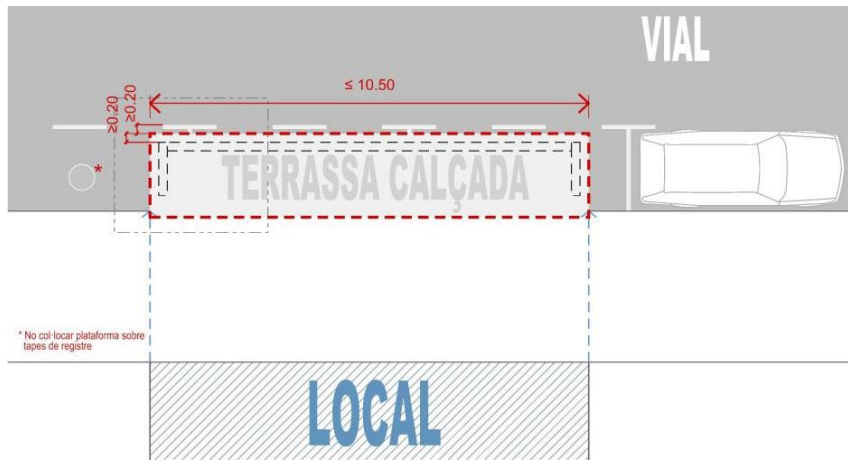 VIAL
≤ 10.50
≥0.20
≥0.20
*
TERRASSA CALÇADA
* No col·locar plataforma sobre
tapes de registre
LOCAL